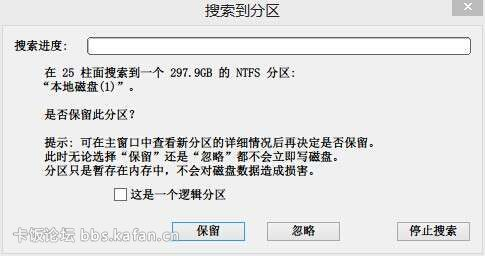 搜索到分区
搜索进度:
在 25 柱面搜索到一个 297.9GB 的 NTFS 分区:
“本地磁盘(1)”。
是否保留此分区？
提示: 可在主窗口中查看新分区的详细情况后再决定是否保留。
此时无论选择“保留”还是“忽略”都不会立即写磁盘。
分区只是暂存在内存中，不会对磁盘数据造成损害。
这是一个逻辑分区
保留 忽略 停止搜索
卡饭论坛 bbs.kafan.cn